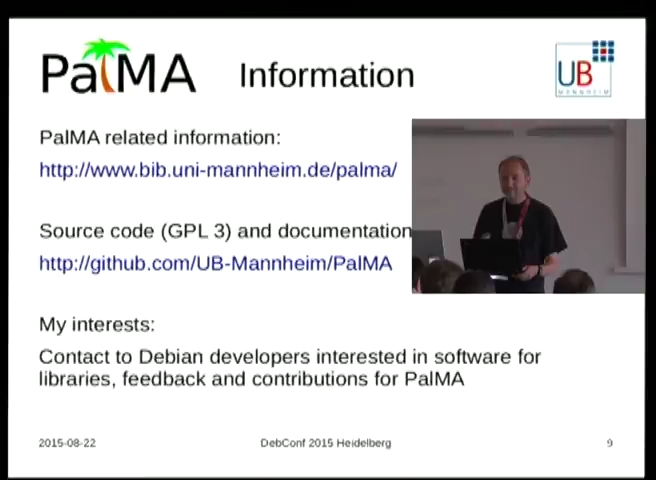 PalMA
Information
UB
MANNHEIM
PalMA related information:
http://www.bib.uni-mannheim.de/palma/
Source code (GPL 3) and documentation
http://github.com/UB-Mannheim/PalMA
My interests:
Contact to Debian developers interested in software for
libraries, feedback and contributions for PalMA
2015-08-22
DebConf 2015 Heidelberg
9